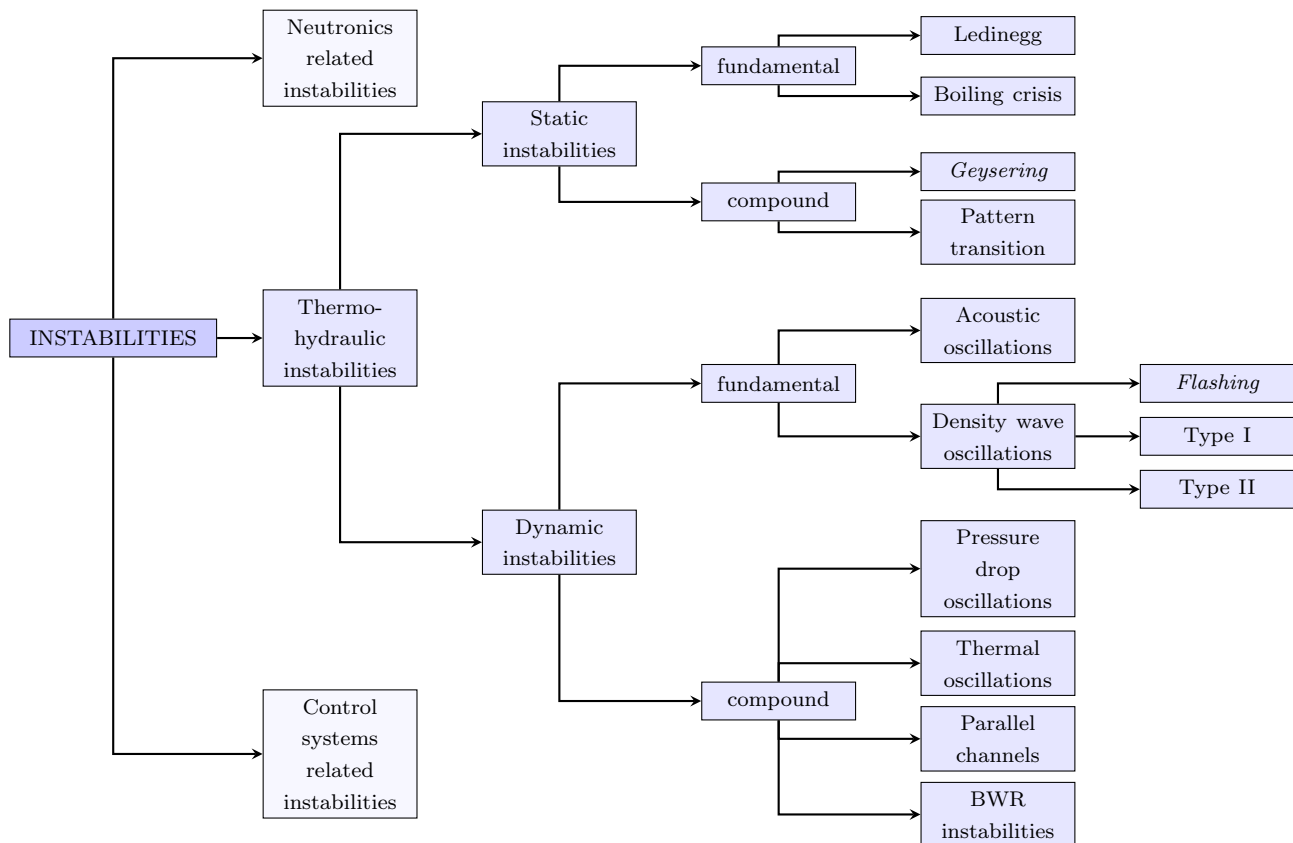 Neutronics
related
instabilities
Ledinegg
fundamental
Boiling crisis
Static
instabilities
Geysering
compound
Pattern
transition
INSTABILITIES
Thermo-
hydraulic
instabilities
Acoustic
oscillations
fundamental
Density wave
oscillations
Flashing
Type I
Type II
Dynamic
instabilities
Pressure
drop
oscillations
Thermal
oscillations
compound
Parallel
channels
BWR
instabilities
Control
systems
related
instabilities